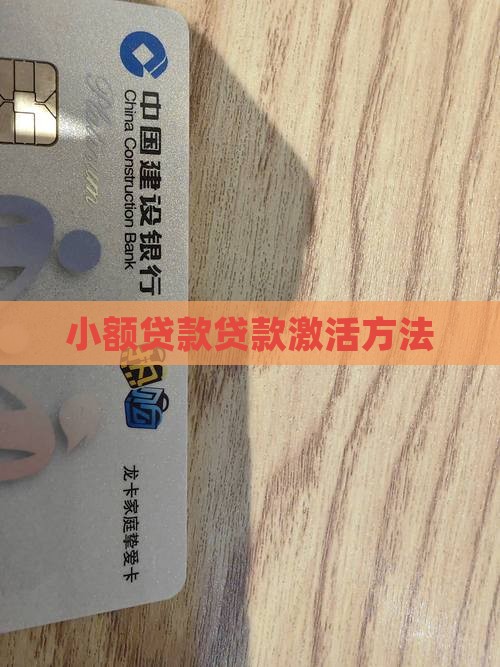 中国建设银行
China Construction Bank
Platinum
小额贷款贷款激活方法
龙卡家庭挚爱卡